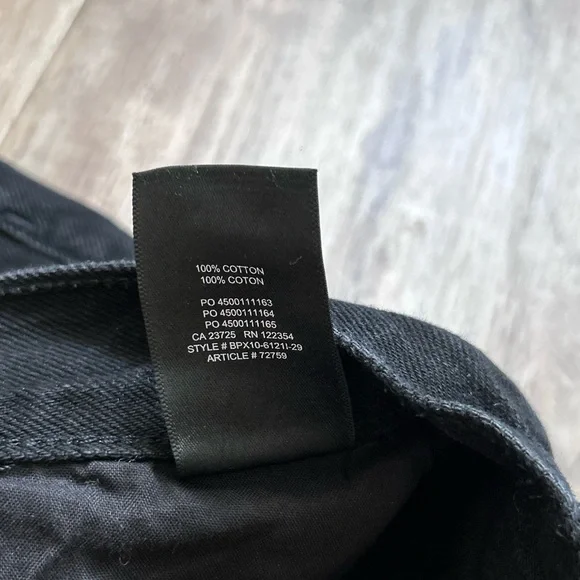 100% COTTON
100% COTON
PO 4500111163
PO 4500111164
PO 4500111165
CA 23725 RN 122354
STYLE # BPX10-6121I-29
ARTICLE # 72759